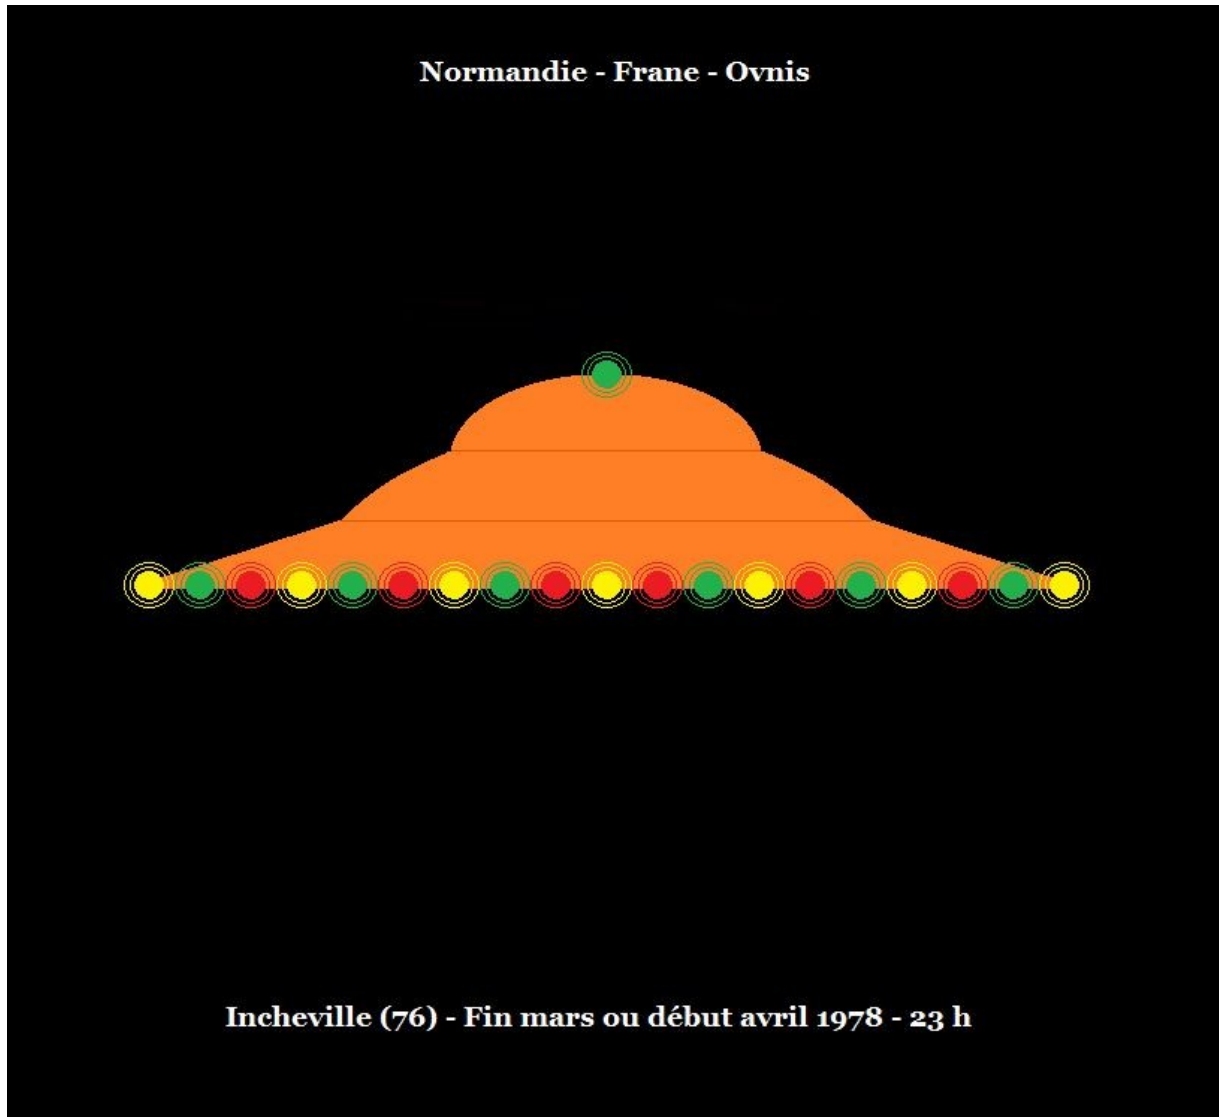 Normandie - Frane - Ovnis
Incheville (76) - Fin mars ou début avril 1978 - 23 h